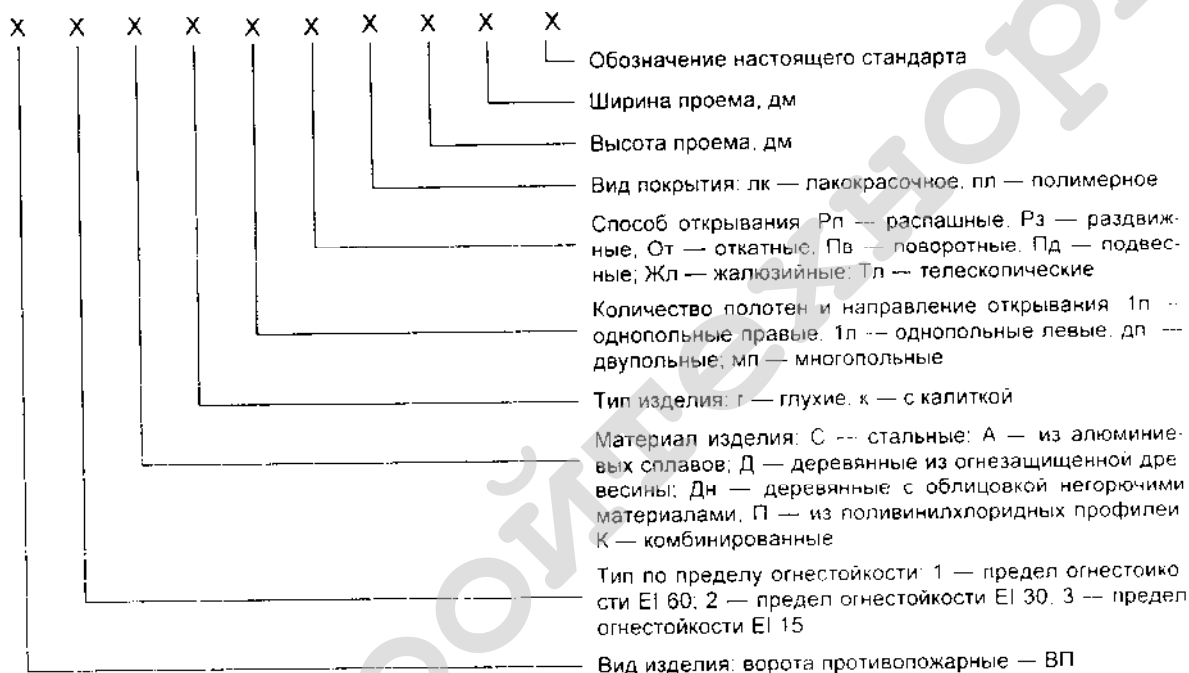 X X X X X X X X X X
Обозначение настоящего стандарта
Ширина проема, дм
Высота проема, дм
Вид покрытия: лк — лакокрасочное, пл — полимерное
Способ открывания Рп — распашные. Рз — раздвиж-
ные, От — откатные, Пв — поворотные. Пд — подвес-
ные; Жл — жалюзийные; Тл — телескопические
Количество полотен и направление открывания 1п —
однопольные правые. 1л — однопольные левые. дп —
двупольные; мп — многопольные
Тип изделия: г — глухие. к — с калиткой
Материал изделия: С — стальные: А — из алюминие-
вых сплавов; Д — деревянные из огнезащищенной дре
весины; Дн — деревянные с облицовкой негорючими
материалами, П — из поливинилхлоридных профилей
К — комбинированные
Тип по пределу огнестойкости: 1 — предел огнестойко
сти EI 60; 2 — предел огнестойкости EI 30. 3 — предел
огнестойкости EI 15
Вид изделия: ворота противопожарные — ВП